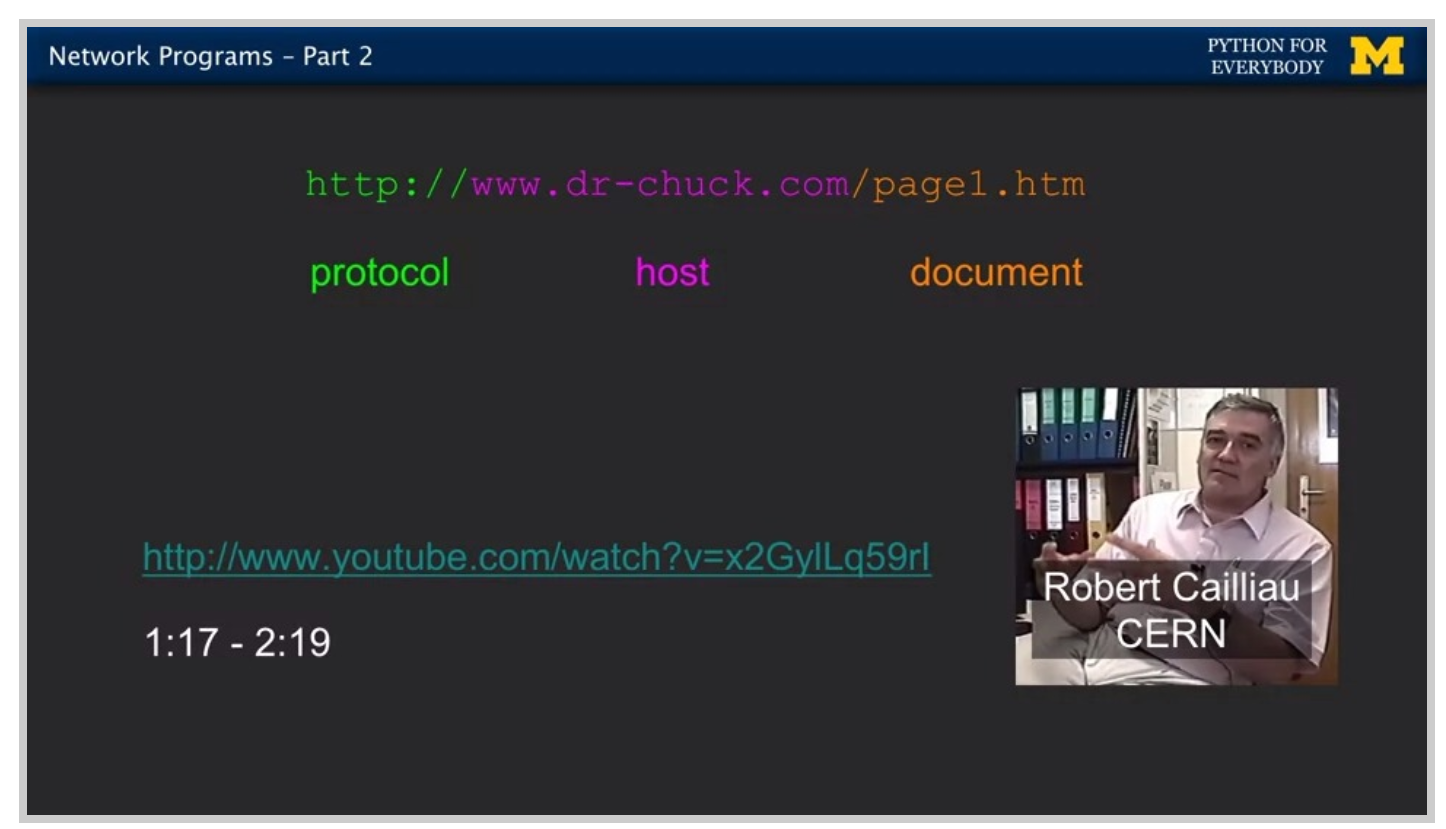 Network Programs – Part 2
PYTHON FOR
EVERYBODY
M
http://www.dr-chuck.com/page1.htm
protocol host document
http://www.youtube.com/watch?v=x2GylLq59rI
1:17 - 2:19
Robert Cailliau
CERN